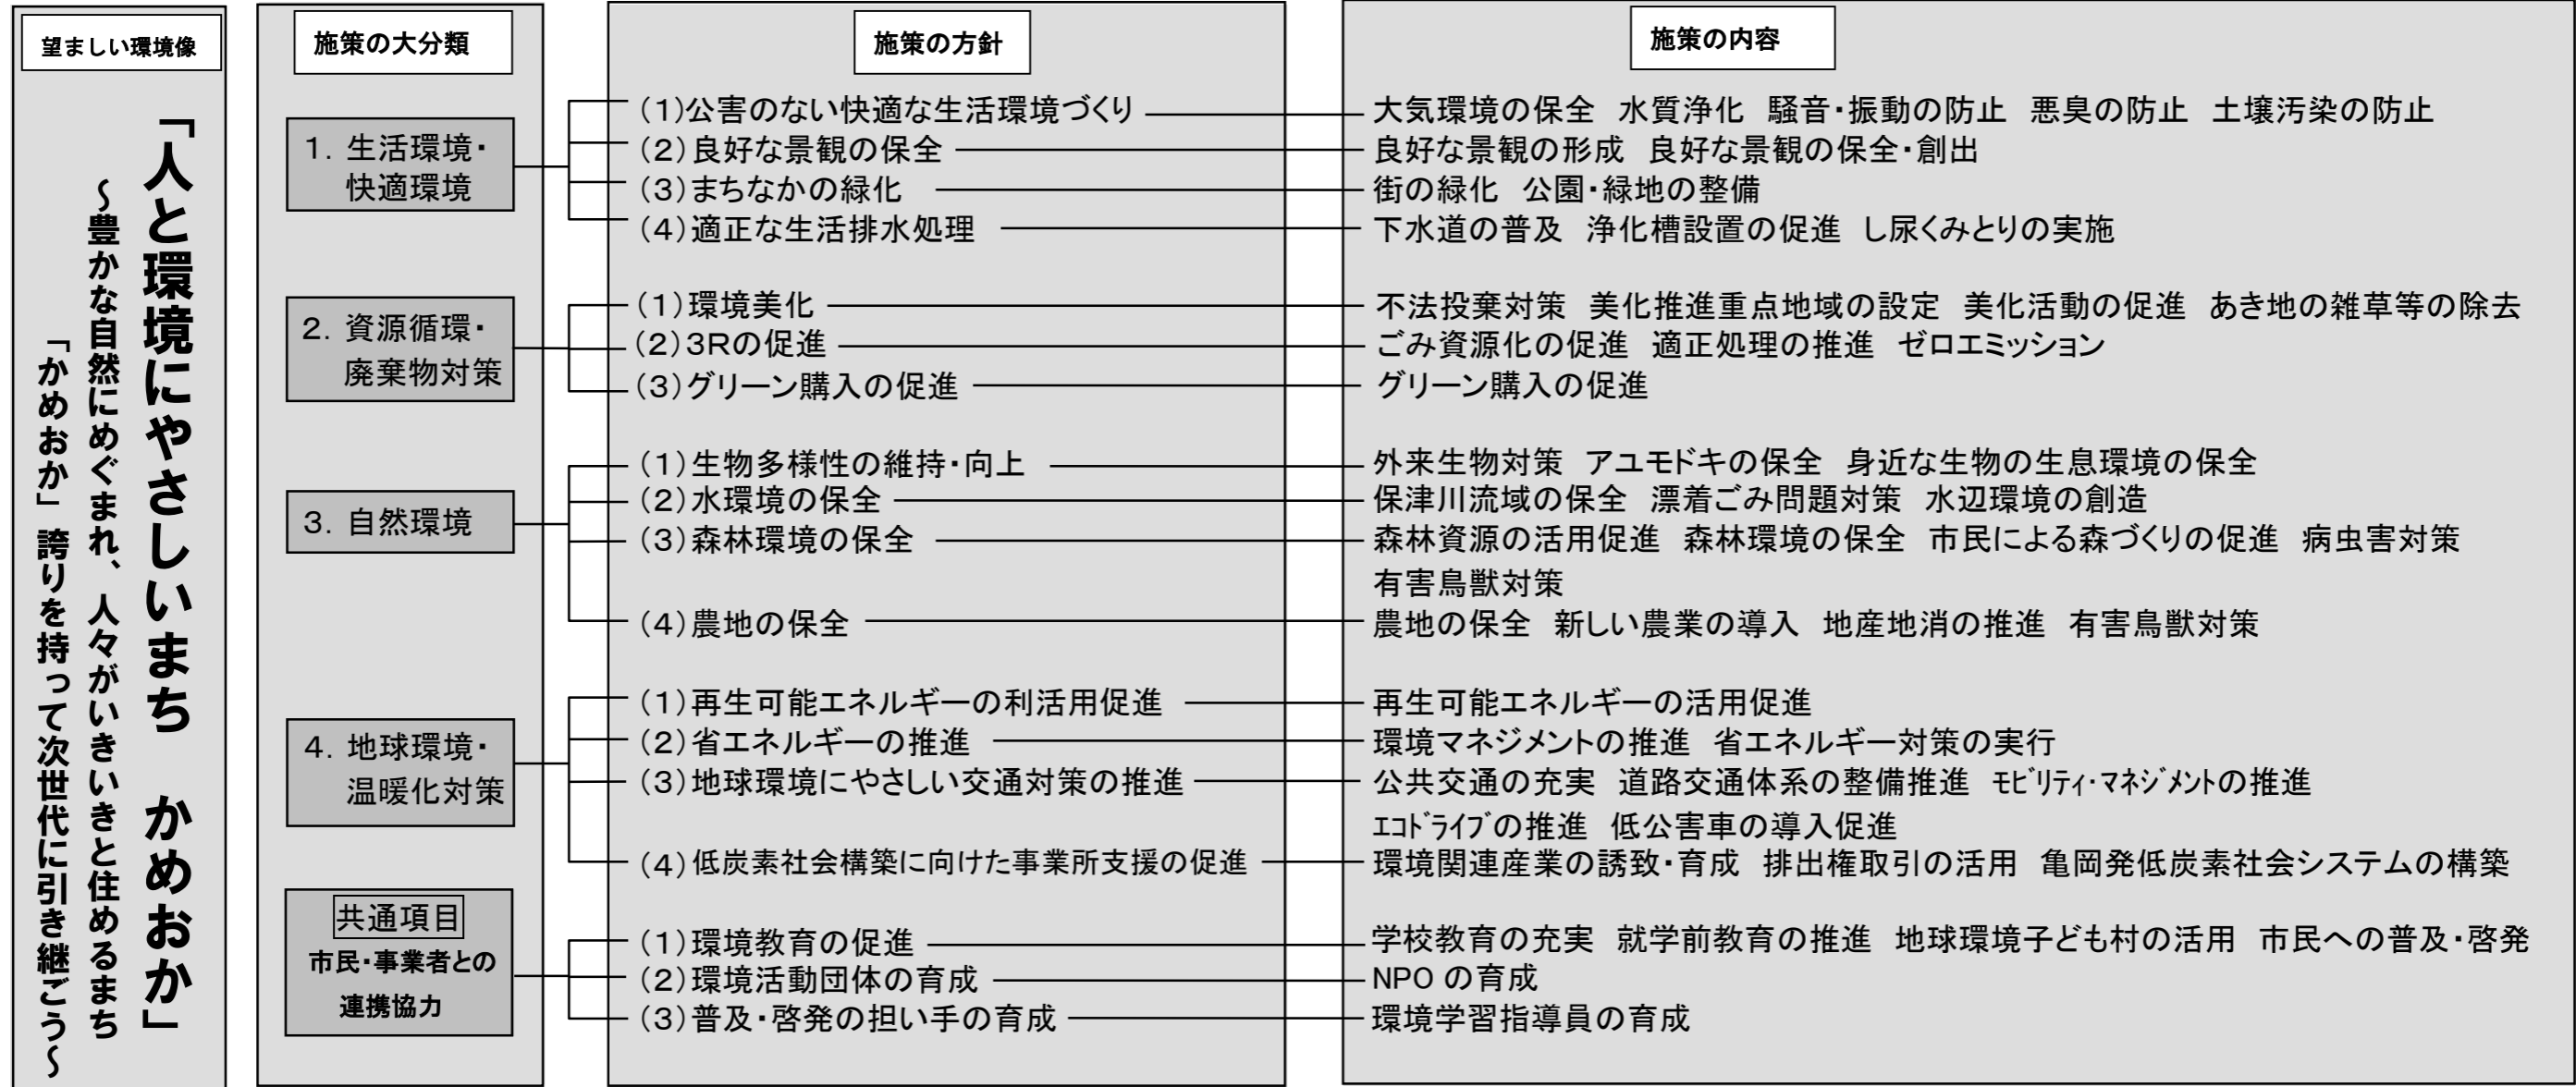 望ましい環境像
「人と環境にやさしいまち　かめおか」
～豊かな自然にめぐまれ、人々がいきいきと住めるまち
「かめおか」誇りを持って次世代に引き継ごう～
施策の大分類
施策の方針
施策の内容
1．生活環境・
快適環境
（1）公害のない快適な生活環境づくり
大気環境の保全　水質浄化　騒音・振動の防止　悪臭の防止　土壌汚染の防止
（2）良好な景観の保全
良好な景観の形成　良好な景観の保全・創出
（3）まちなかの緑化
街の緑化　公園・緑地の整備
（4）適正な生活排水処理
下水道の普及　浄化槽設置の促進　し尿くみとりの実施
2．資源循環・
廃棄物対策
（1）環境美化
不法投棄対策　美化推進重点地域の設定　美化活動の促進　あき地の雑草等の除去
（2）3Rの促進
ごみ資源化の促進　適正処理の推進　ゼロエミッション
（3）グリーン購入の促進
グリーン購入の促進
3．自然環境
（1）生物多様性の維持・向上
外来生物対策　アユモドキの保全　身近な生物の生息環境の保全
（2）水環境の保全
保津川流域の保全　漂着ごみ問題対策　水辺環境の創造
（3）森林環境の保全
森林資源の活用促進　森林環境の保全　市民による森づくりの促進　病虫害対策
有害鳥獣対策
（4）農地の保全
農地の保全　新しい農業の導入　地産地消の推進　有害鳥獣対策
4．地球環境・
温暖化対策
（1）再生可能エネルギーの利活用促進
再生可能エネルギーの活用促進
（2）省エネルギーの推進
環境マネジメントの推進　省エネルギー対策の実行
（3）地球環境にやさしい交通対策の推進
公共交通の充実　道路交通体系の整備推進　ﾓﾋﾞﾘﾃｨ･ﾏﾈｼﾞﾒﾝﾄの推進
ｴｺﾄﾞﾗｲﾌﾞの推進　低公害車の導入促進
（4）低炭素社会構築に向けた事業所支援の促進
環境関連産業の誘致・育成　排出権取引の活用　亀岡発低炭素社会システムの構築
共通項目
市民・事業者との
連携協力
（1）環境教育の促進
学校教育の充実　就学前教育の推進　地球環境子ども村の活用　市民への普及・啓発
（2）環境活動団体の育成
NPO の育成
（3）普及・啓発の担い手の育成
環境学習指導員の育成